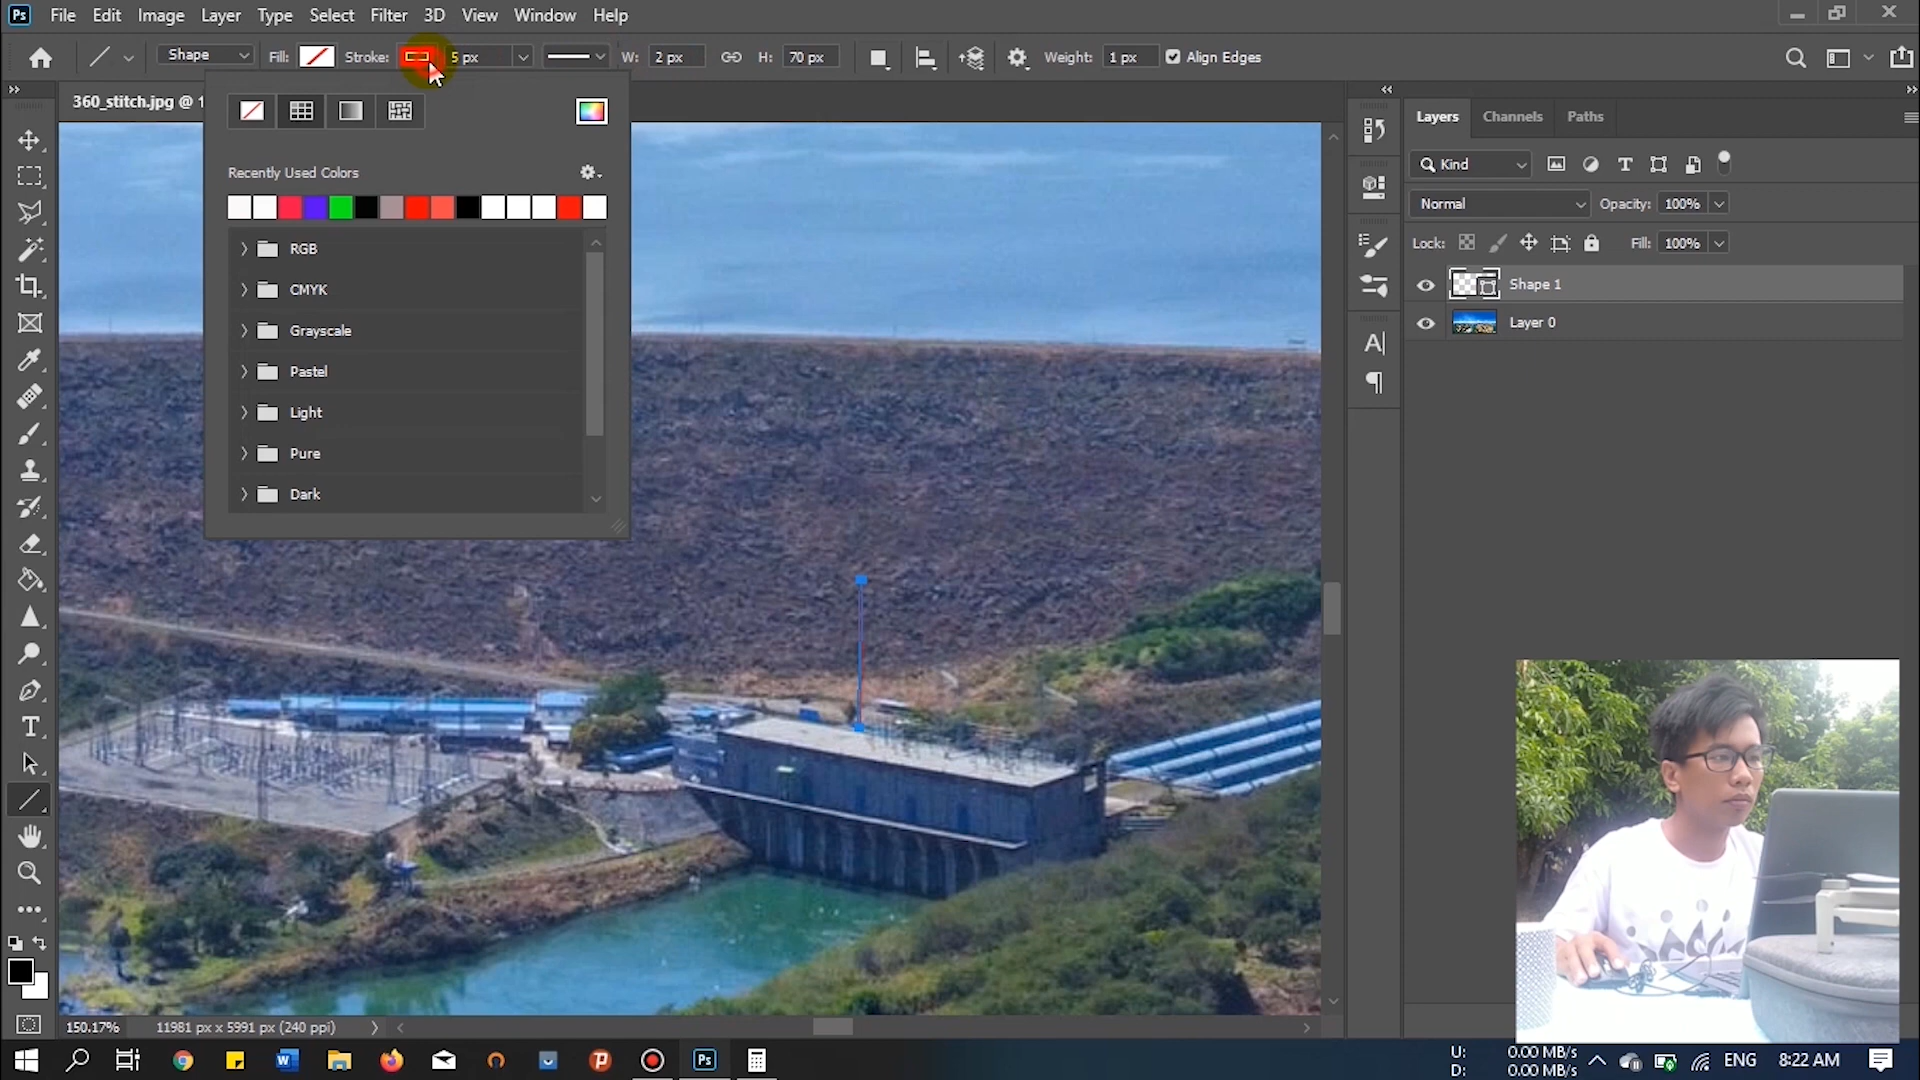 Ps File Edit Image Layer Type Select Filter 3D View Window Help
Shape Fill: Stroke: 5 px W: 2 px H: 70 px Weight: 1 px Align Edges
360_stitch.jpg @ 1
Recently Used Colors
RGB
CMYK
Grayscale
Pastel
Light
Pure
Dark
Layers Channels Paths
Kind
Normal Opacity: 100%
Lock: Fill: 100%
Shape 1
Layer 0
150.17% 11981 px x 5991 px (240 ppi)
U: 0.00 MB/s
D: 0.00 MB/s
ENG 8:22 AM